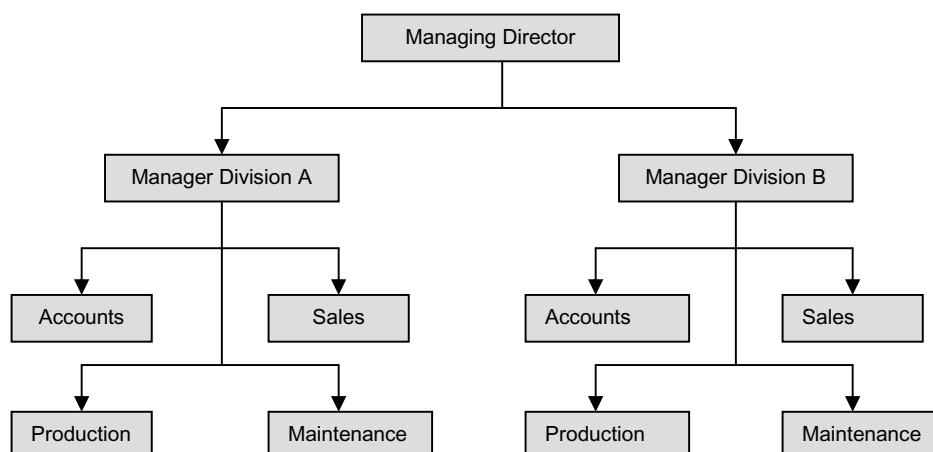 Managing Director
Manager Division A
Manager Division B
Accounts
Sales
Accounts
Sales
Production
Maintenance
Production
Maintenance